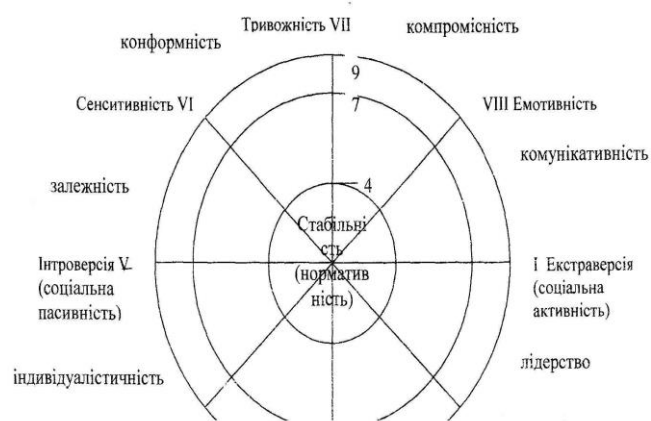 Тривожність VII
компромісність
конформність
9
7
Сенситивність VI
VIII Емотивність
комунікативність
залежність
4
Стабільні
сть
(норматив
ність)
Інтроверсія V
(соціальна
пасивність)
I Екстраверсія
(соціальна
активність)
лідерство
індивідуалістичність